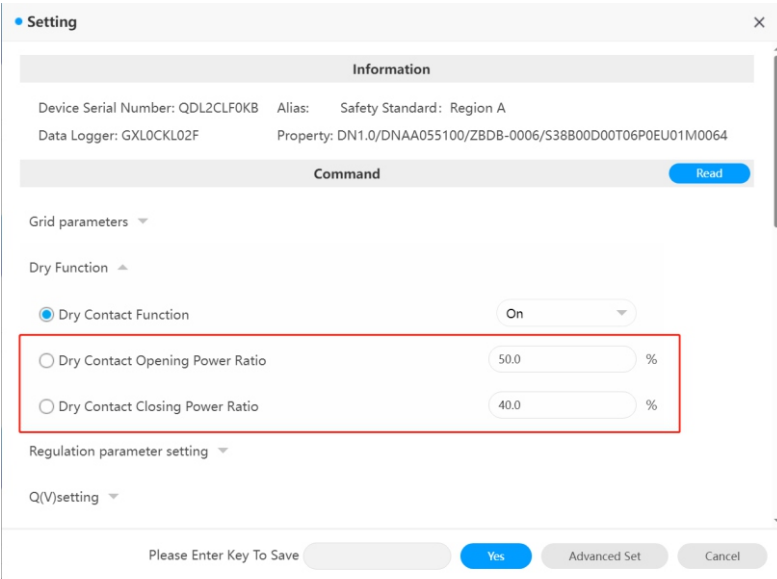 Setting
Information
Device Serial Number: QDL2CLF0KB Alias: Safety Standard: Region A
Data Logger: GXL0CKL02F Property: DN1.0/DNAA055100/ZBDB-0006/S38B00D00T06P0EU01M0064
Command Read
Grid parameters
Dry Function
Dry Contact Function On
Dry Contact Opening Power Ratio 50.0 %
Dry Contact Closing Power Ratio 40.0 %
Regulation parameter setting
Q(V)setting
Please Enter Key To Save Yes Advanced Set Cancel